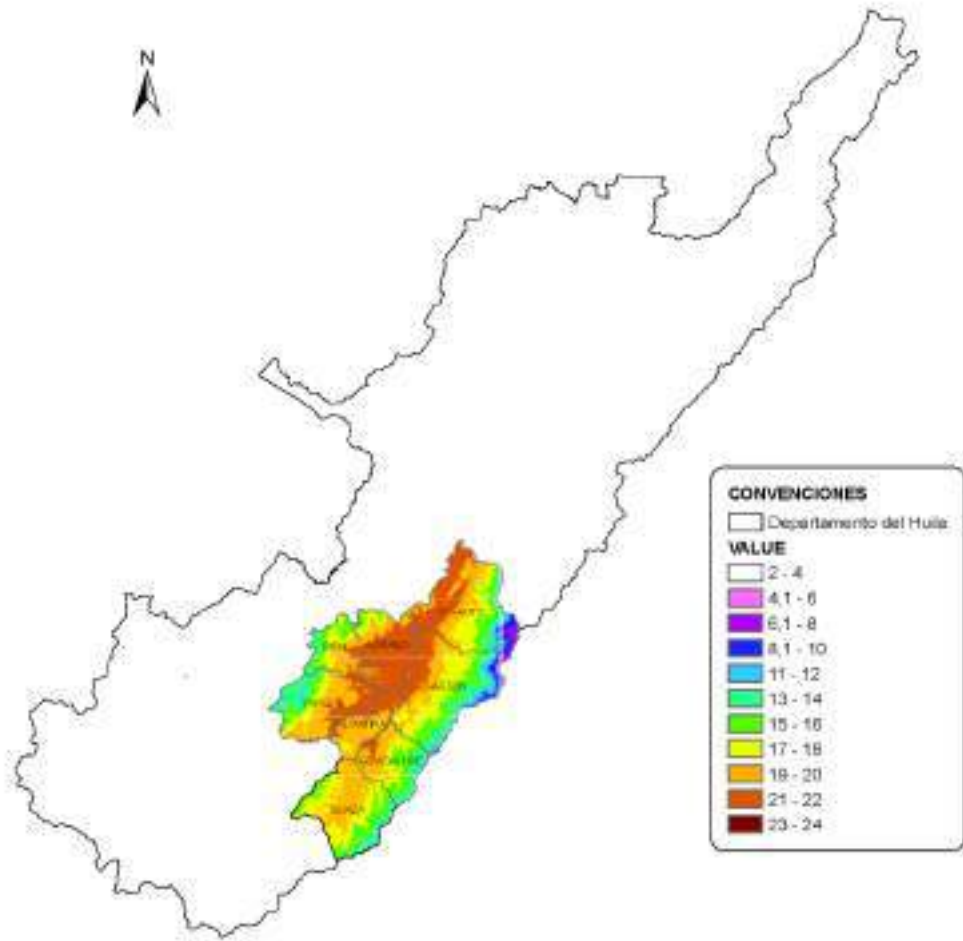 N
CONVENCIONES
Departamento del Huila
VALUE
2 - 4
4,1 - 6
6,1 - 8
8,1 - 10
11 - 12
13 - 14
15 - 16
17 - 18
19 - 20
21 - 22
23 - 24
SUAZA